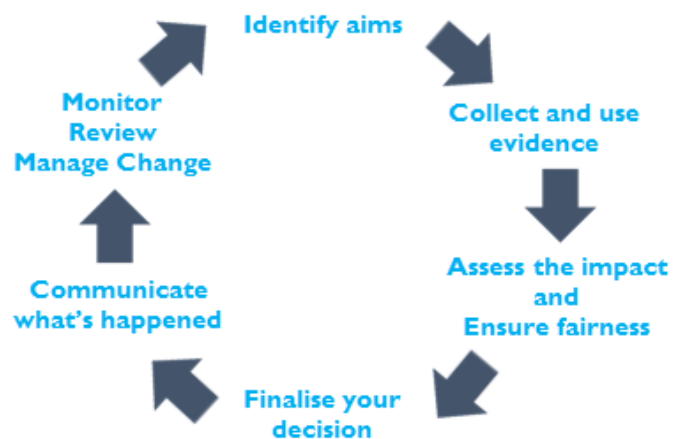 Identify aims
Collect and use
evidence
Assess the impact
and
Ensure fairness
Finalise your
decision
Communicate
what's happened
Monitor
Review
Manage Change